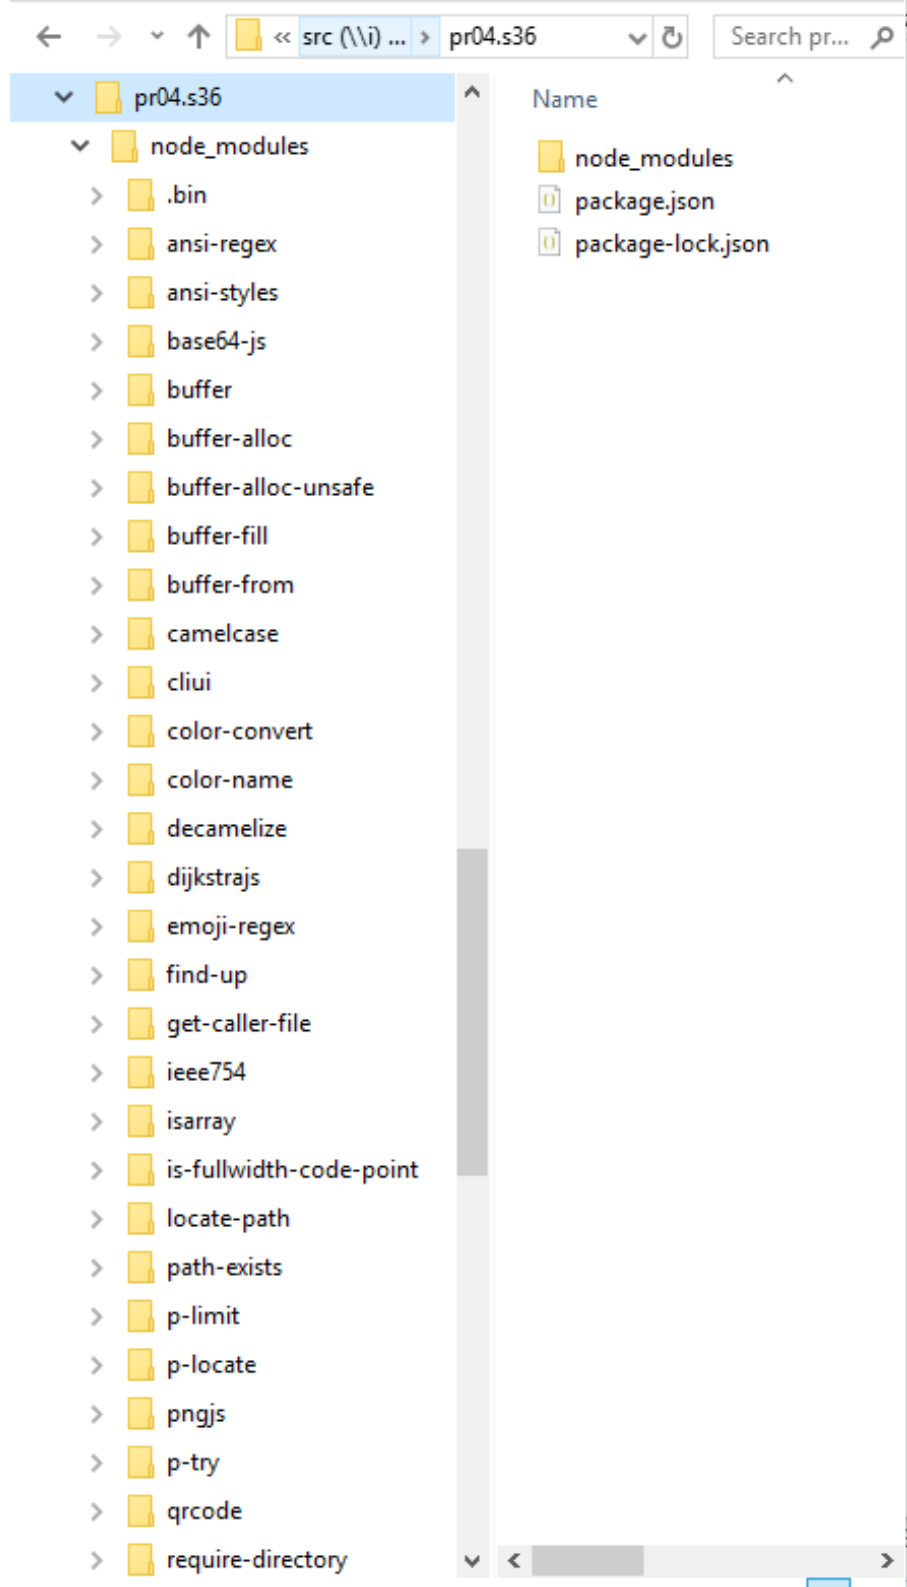 « src (\\i) ... > pr04.s36
Search pr...
pr04.s36
node_modules
.bin
ansi-regex
ansi-styles
base64-js
buffer
buffer-alloc
buffer-alloc-unsafe
buffer-fill
buffer-from
camelcase
cliui
color-convert
color-name
decamelize
dijkstrajs
emoji-regex
find-up
get-caller-file
ieee754
isarray
is-fullwidth-code-point
locate-path
path-exists
p-limit
p-locate
pngjs
p-try
qrcode
require-directory
Name
node_modules
package.json
package-lock.json